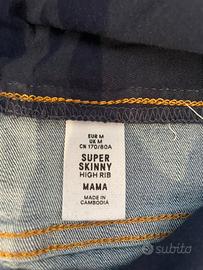 EUR M
UK M
CN 170/80A
SUPER
SKINNY
HIGH RIB
MAMA
MADE IN
CAMBODIA
subito